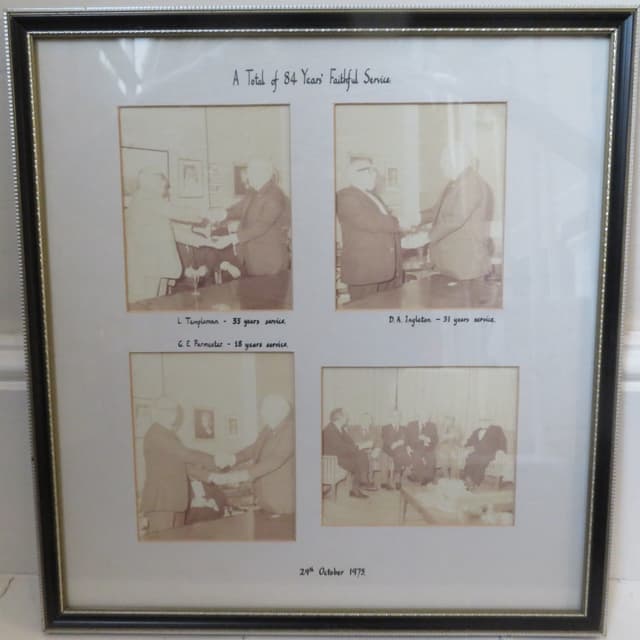 A Total of 84 Years' Faithful Service
L. Templeman - 35 years service.
D. A. Ingleton - 31 years service.
G. E. Parmenter - 18 years service.
29th October 1975.